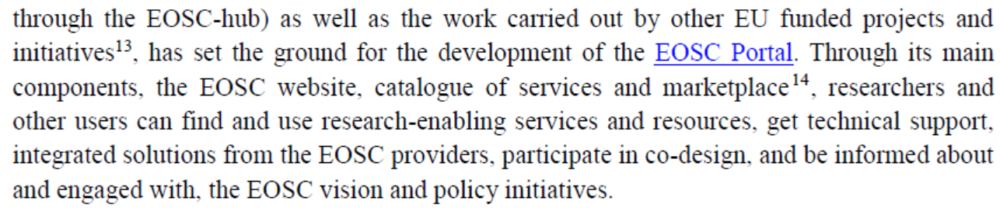 through the EOSC-hub) as well as the work carried out by other EU funded projects and
initiatives¹³, has set the ground for the development of the EOSC Portal. Through its main
components, the EOSC website, catalogue of services and marketplace¹⁴, researchers and
other users can find and use research-enabling services and resources, get technical support,
integrated solutions from the EOSC providers, participate in co-design, and be informed about
and engaged with, the EOSC vision and policy initiatives.